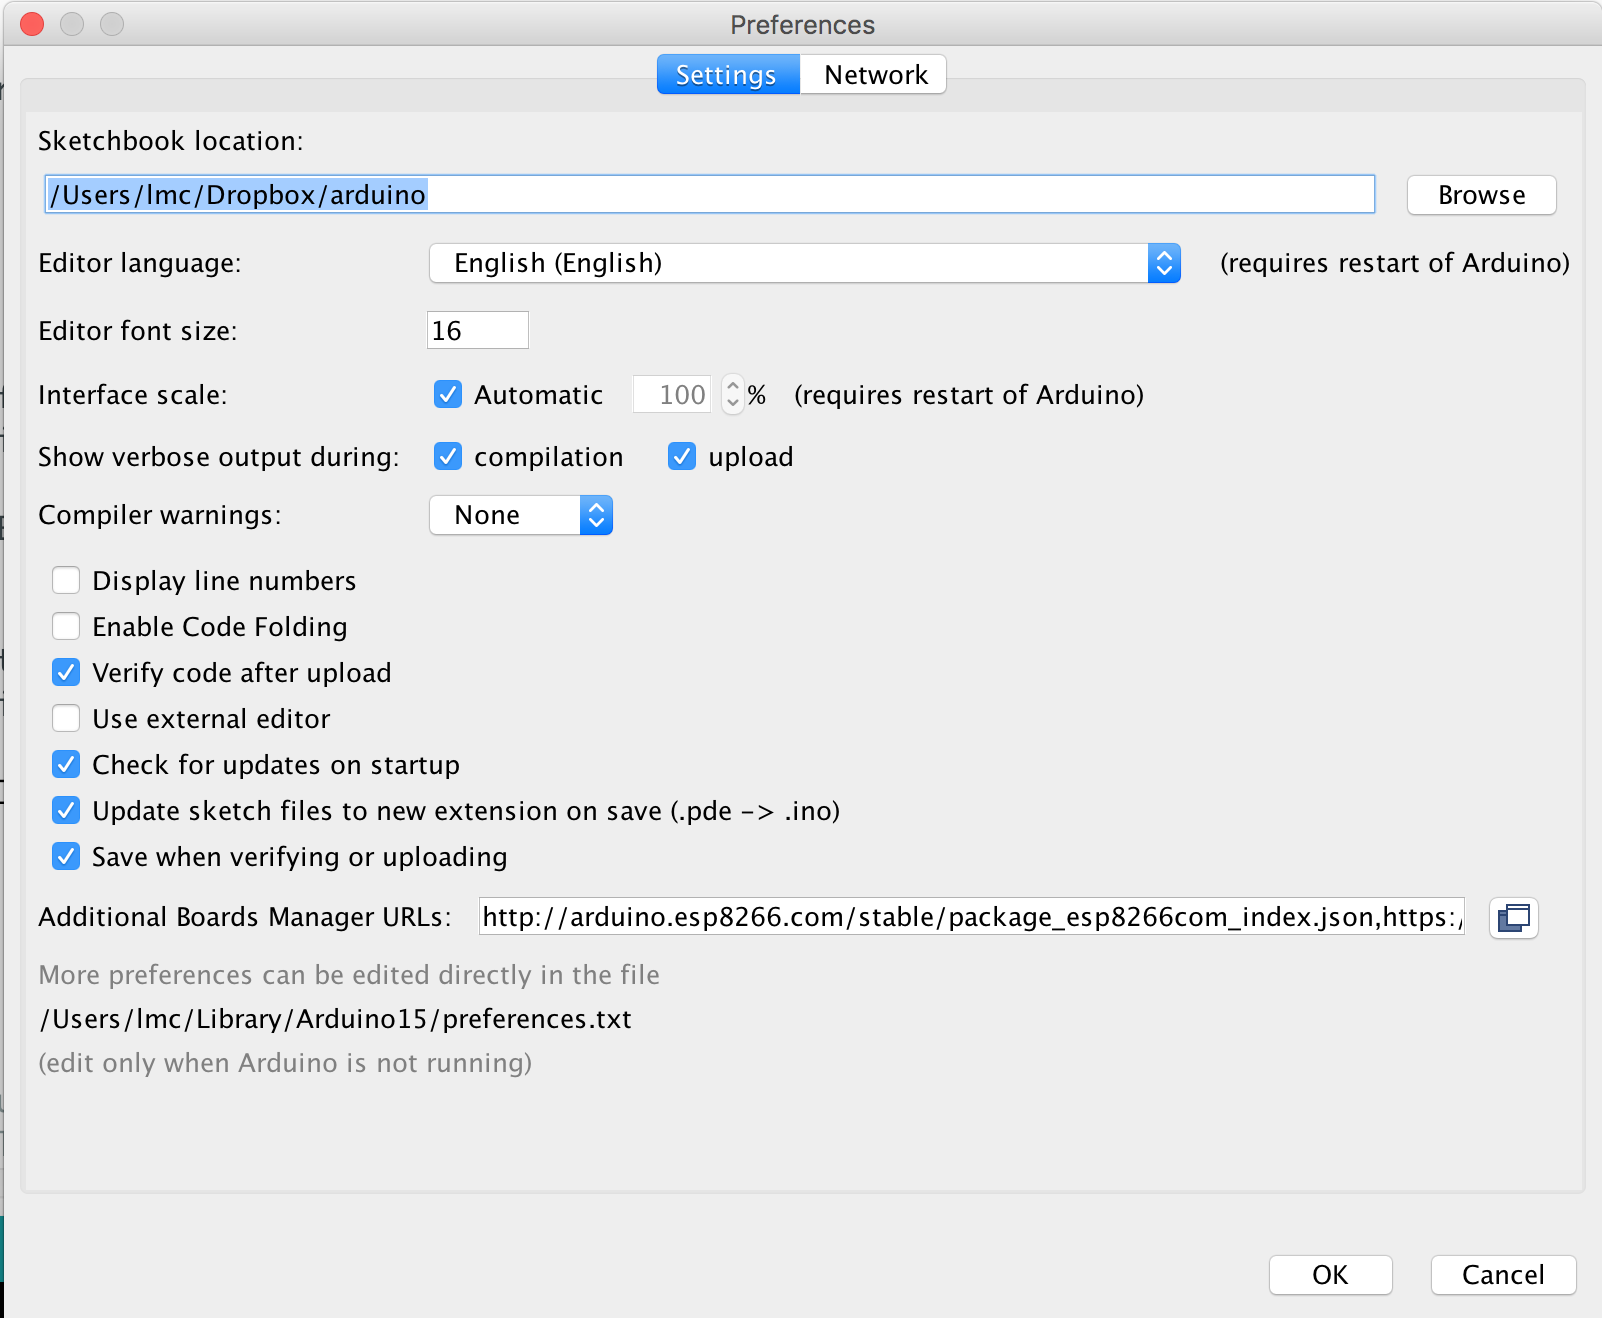 Preferences
Settings Network
Sketchbook location:
/Users/lmc/Dropbox/arduino Browse
Editor language: English (English) (requires restart of Arduino)
Editor font size: 16
Interface scale: Automatic 100 % (requires restart of Arduino)
Show verbose output during: compilation upload
Compiler warnings: None
Display line numbers
Enable Code Folding
Verify code after upload
Use external editor
Check for updates on startup
Update sketch files to new extension on save (.pde -> .ino)
Save when verifying or uploading
Additional Boards Manager URLs: http://arduino.esp8266.com/stable/package_esp8266com_index.json,https:/
More preferences can be edited directly in the file
/Users/lmc/Library/Arduino15/preferences.txt
(edit only when Arduino is not running)
OK Cancel